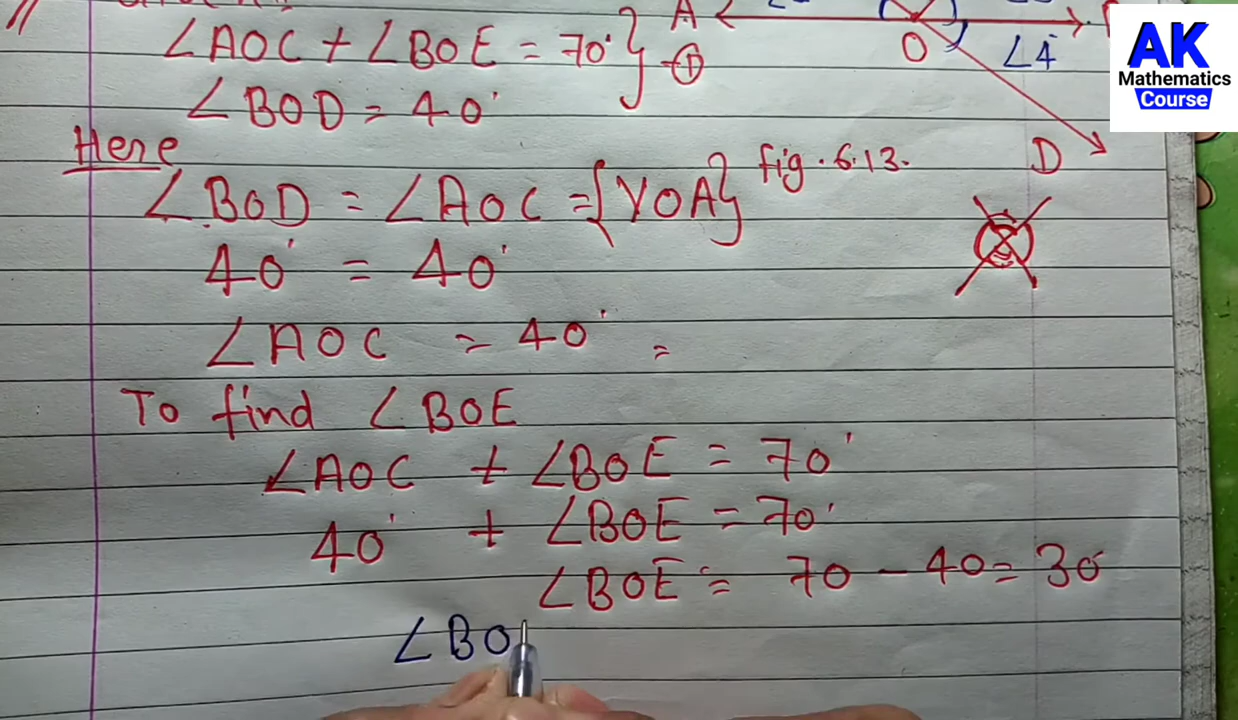 ∠AOC + ∠BOE = 70° } ①
∠BOD = 40°
Here
∠BOD = ∠AOC = {VOA}
40° = 40°
∠AOC = 40° =
To find ∠BOE
∠AOC + ∠BOE = 70°
40° + ∠BOE = 70°
∠BOE = 70 - 40 = 30°
∠BO
A
O
∠4
D
fig. 6.13.
AK
Mathematics
Course